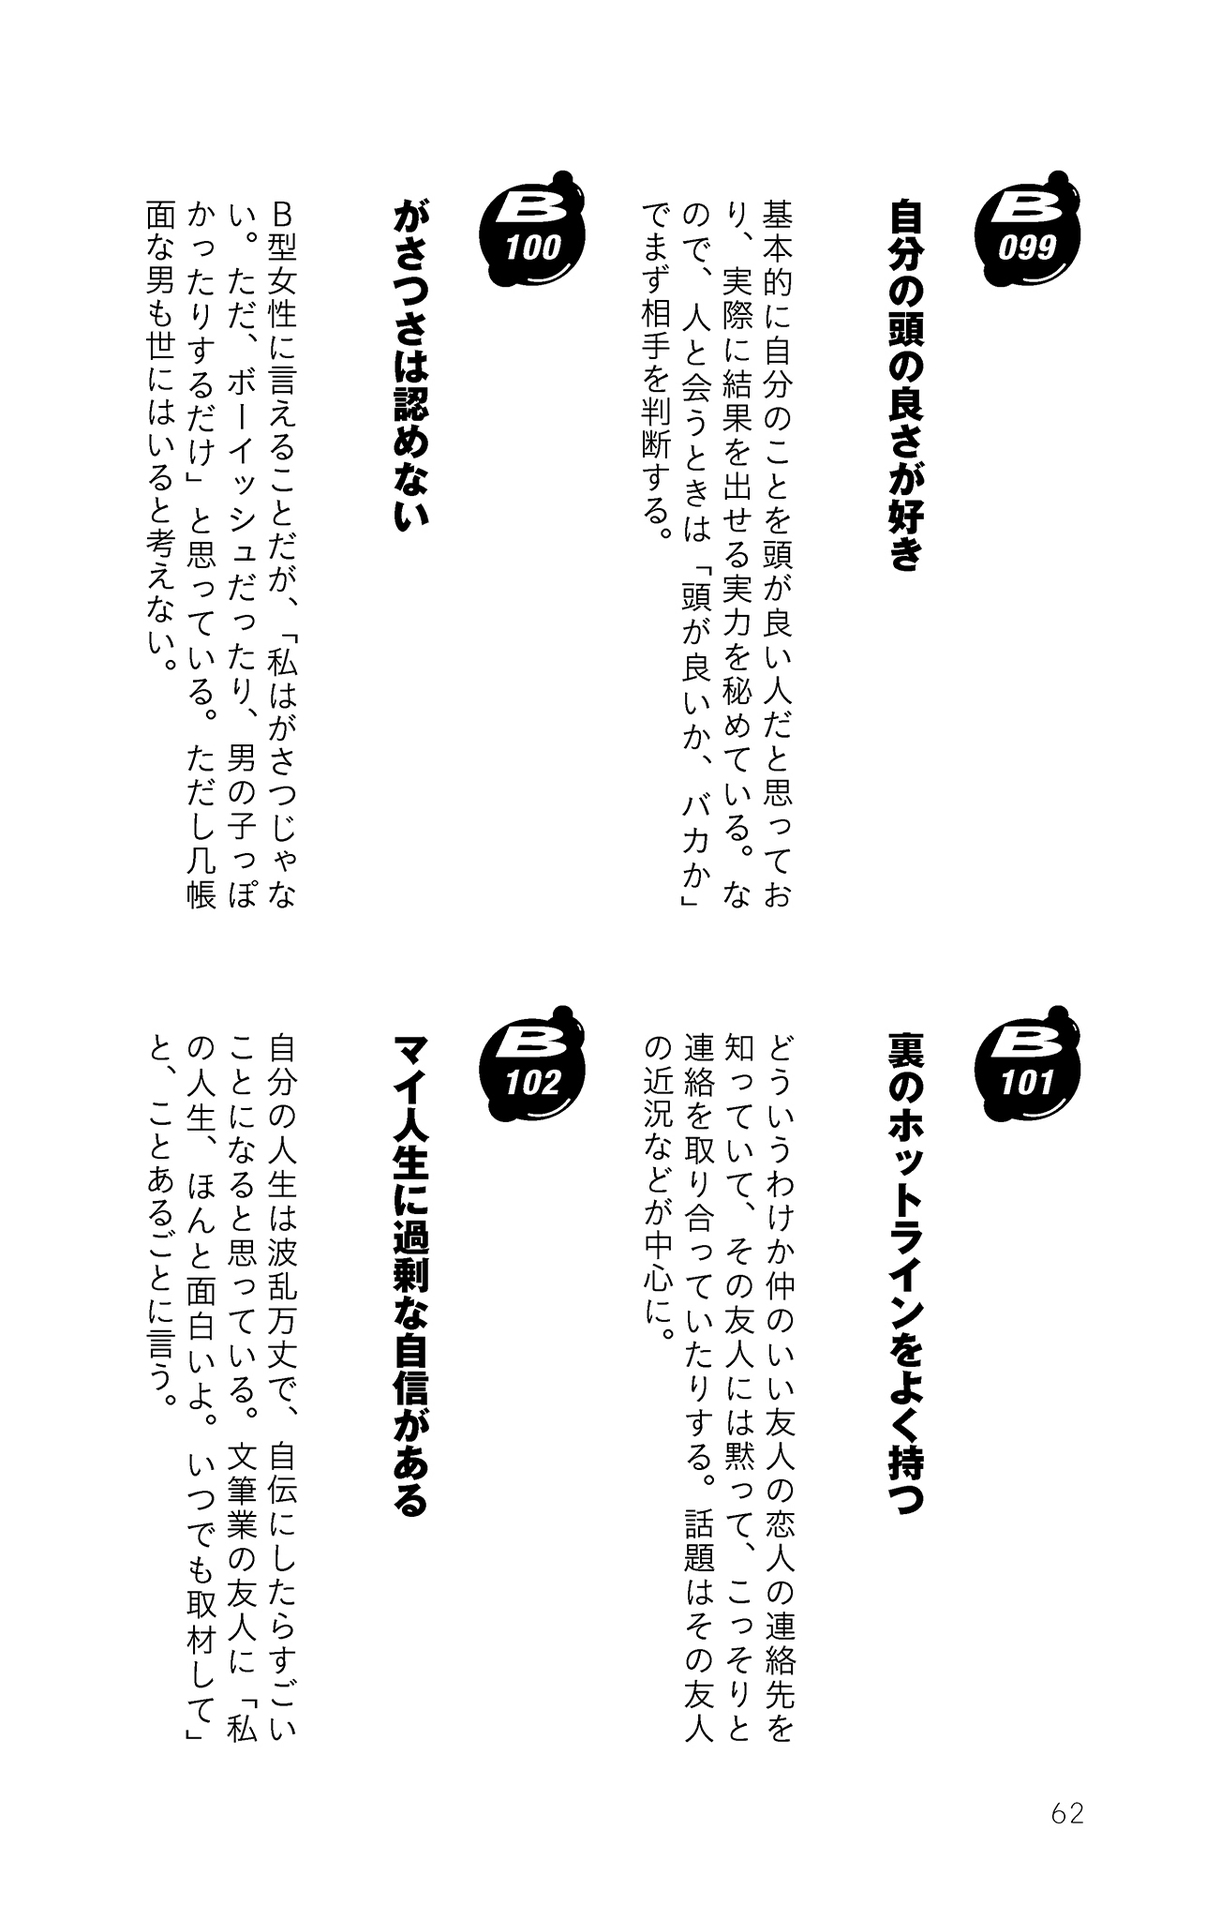 B
099
自分の頭の良さが好き
基本的に自分のことを頭が良い人だと思ってお
り、実際に結果を出せる実力を秘めている。な
ので、人と会うときは「頭が良いか、バカか」
でまず相手を判断する。
B
100
がさつさは認めない
B型女性に言えることだが、「私はがさつじゃな
い。ただ、ボーイッシュだったり、男の子っぽ
かったりするだけ」と思っている。ただし几帳
面な男も世にはいると考えない。
B
101
裏のホットラインをよく持つ
どういうわけか仲のいい友人の恋人の連絡先を
知っていて、その友人には黙って、こっそりと
連絡を取り合っていたりする。話題はその友人
の近況などが中心に。
B
102
マイ人生に過剰な自信がある
自分の人生は波乱万丈で、自伝にしたらすごい
ことになると思っている。文筆業の友人に「私
の人生、ほんと面白いよ。いつでも取材して」
と、ことあるごとに言う。
62